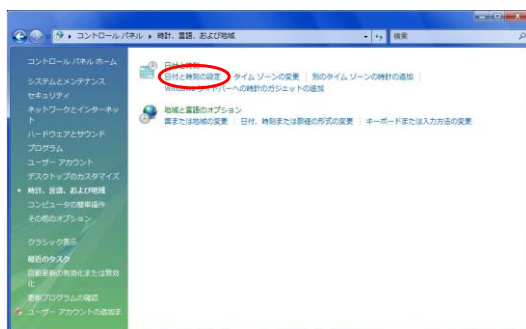 コントロール パネル ▸ 時計、言語、および地域
検索
コントロール パネル ホーム
システムとメンテナンス
セキュリティ
ネットワークとインターネッ
ト
ハードウェアとサウンド
プログラム
ユーザー アカウント
デスクトップのカスタマイズ
時計、言語、および地域
コンピュータの簡単操作
その他のオプション
クラシック表示
最近のタスク
自動更新の有効化または無効
化
更新プログラムの確認
ユーザー アカウントの追加ま
日付と時刻
日付と時刻の設定 | タイム ゾーンの変更 | 別のタイム ゾーンの時計の追加
Windows サイドバーへの時計のガジェットの追加
地域と言語のオプション
国または地域の変更 | 日付、時刻または数値の形式の変更 | キーボードまたは入力方法の変更